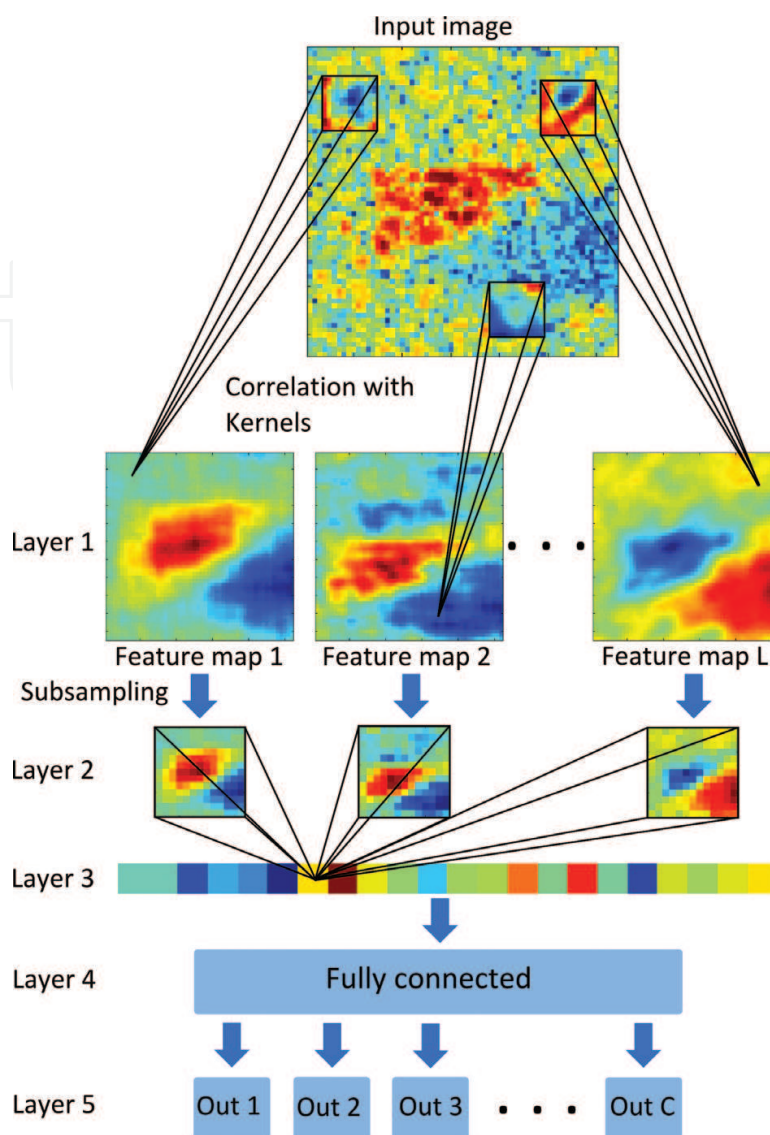 Input image
Correlation with
Kernels
Layer 1
Feature map 1
Feature map 2
Feature map L
Subsampling
Layer 2
Layer 3
Layer 4
Fully connected
Layer 5
Out 1
Out 2
Out 3
Out C